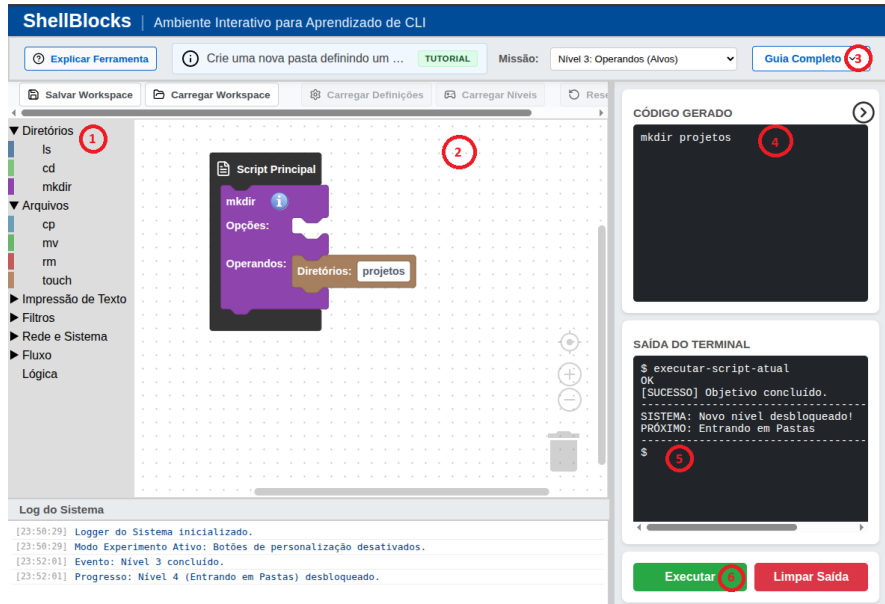 ShellBlocks | Ambiente Interativo para Aprendizado de CLI
Explicar Ferramenta
Crie uma nova pasta definindo um ...
TUTORIAL
Missão:
Nível 3: Operandos (Alvos)
Guia Completo
3
Salvar Workspace
Carregar Workspace
Carregar Definições
Carregar Níveis
Rese
Diretórios
1
ls
cd
mkdir
Arquivos
cp
mv
rm
touch
Impressão de Texto
Filtros
Rede e Sistema
Fluxo
Lógica
2
Script Principal
mkdir
Opções:
Operandos:
Diretórios: projetos
CÓDIGO GERADO
mkdir projetos
4
SAÍDA DO TERMINAL
$ executar-script-atual
OK
[SUCESSO] Objetivo concluído.
-----------------------------------
SISTEMA: Novo nível desbloqueado!
PRÓXIMO: Entrando em Pastas
-----------------------------------
$
5
Log do Sistema
[23:50:29] Logger do Sistema inicializado.
[23:50:29] Modo Experimento Ativo: Botões de personalização desativados.
[23:52:01] Evento: Nível 3 concluído.
[23:52:01] Progresso: Nível 4 (Entrando em Pastas) desbloqueado.
Executar
6
Limpar Saída